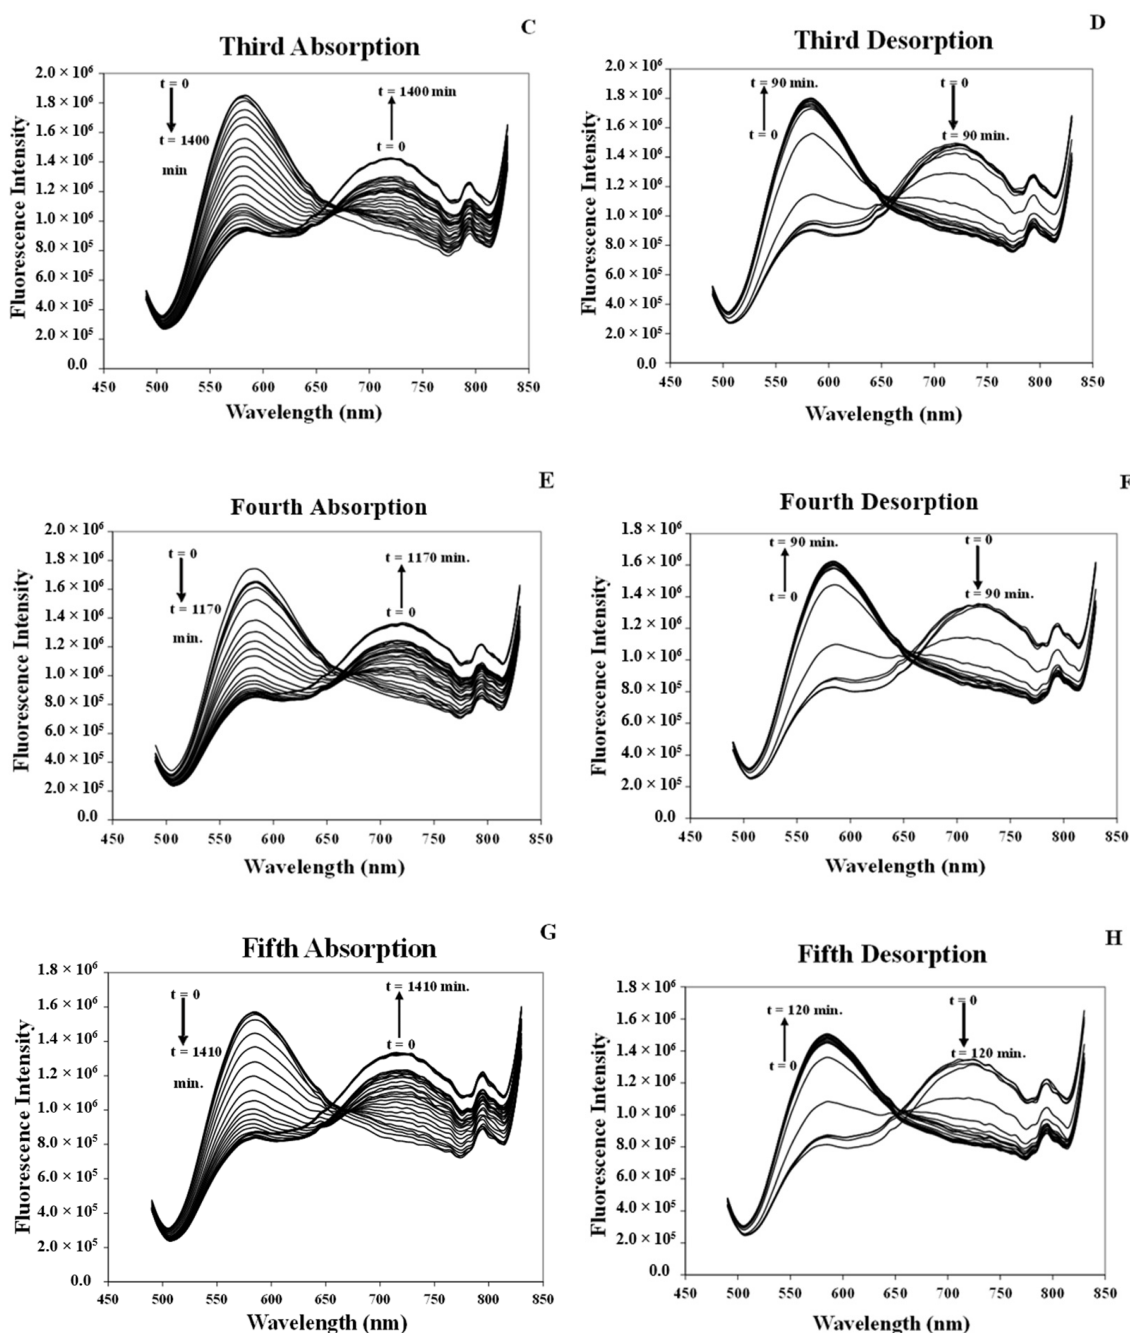 C
Third Absorption
2.0 × 10⁶
1.8 × 10⁶
1.6 × 10⁶
1.4 × 10⁶
1.2 × 10⁶
1.0 × 10⁶
8.0 × 10⁵
6.0 × 10⁵
4.0 × 10⁵
2.0 × 10⁵
0.0
Fluorescence Intensity
t = 0
t = 1400
min
t = 1400 min
t = 0
450 500 550 600 650 700 750 800 850
Wavelength (nm)
D
Third Desorption
2.0 × 10⁶
1.8 × 10⁶
1.6 × 10⁶
1.4 × 10⁶
1.2 × 10⁶
1.0 × 10⁶
8.0 × 10⁵
6.0 × 10⁵
4.0 × 10⁵
2.0 × 10⁵
0.0
Fluorescence Intensity
t = 90 min.
t = 0
t = 0
t = 90 min.
450 500 550 600 650 700 750 800 850
Wavelength (nm)
E
Fourth Absorption
2.0 × 10⁶
1.8 × 10⁶
1.6 × 10⁶
1.4 × 10⁶
1.2 × 10⁶
1.0 × 10⁶
8.0 × 10⁵
6.0 × 10⁵
4.0 × 10⁵
2.0 × 10⁵
0.0
Fluorescence Intensity
t = 0
t = 1170
min.
t = 1170 min.
t = 0
450 500 550 600 650 700 750 800 850
Wavelength (nm)
F
Fourth Desorption
1.8 × 10⁶
1.6 × 10⁶
1.4 × 10⁶
1.2 × 10⁶
1.0 × 10⁶
8.0 × 10⁵
6.0 × 10⁵
4.0 × 10⁵
2.0 × 10⁵
0.0
Fluorescence Intensity
t = 90 min.
t = 0
t = 0
t = 90 min.
450 500 550 600 650 700 750 800 850
Wavelength (nm)
G
Fifth Absorption
1.8 × 10⁶
1.6 × 10⁶
1.4 × 10⁶
1.2 × 10⁶
1.0 × 10⁶
8.0 × 10⁵
6.0 × 10⁵
4.0 × 10⁵
2.0 × 10⁵
0.0
Fluorescence Intensity
t = 0
t = 1410
min.
t = 1410 min.
t = 0
450 500 550 600 650 700 750 800 850
Wavelength (nm)
H
Fifth Desorption
1.8 × 10⁶
1.6 × 10⁶
1.4 × 10⁶
1.2 × 10⁶
1.0 × 10⁶
8.0 × 10⁵
6.0 × 10⁵
4.0 × 10⁵
2.0 × 10⁵
0.0
Fluorescence Intensity
t = 120 min.
t = 0
t = 0
t = 120 min.
450 500 550 600 650 700 750 800 850
Wavelength (nm)